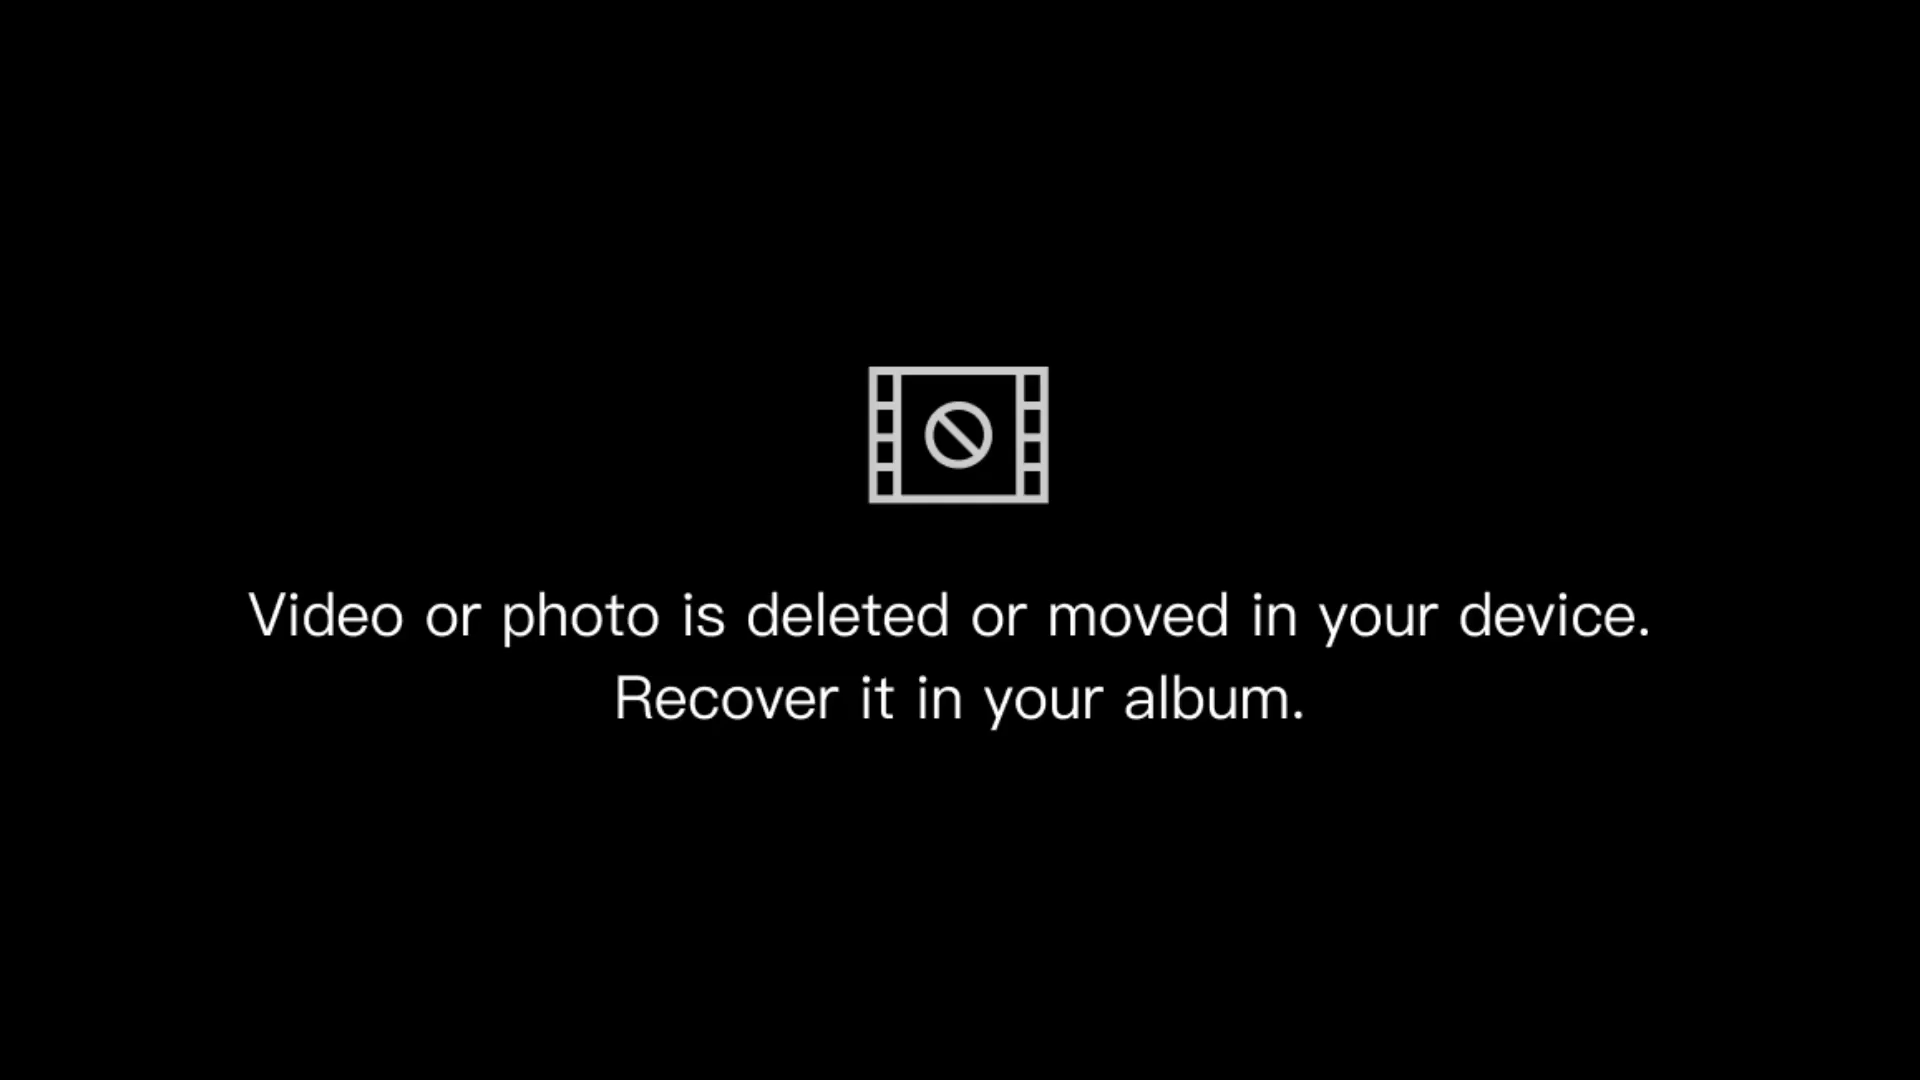 Video or photo is deleted or moved in your device.
Recover it in your album.